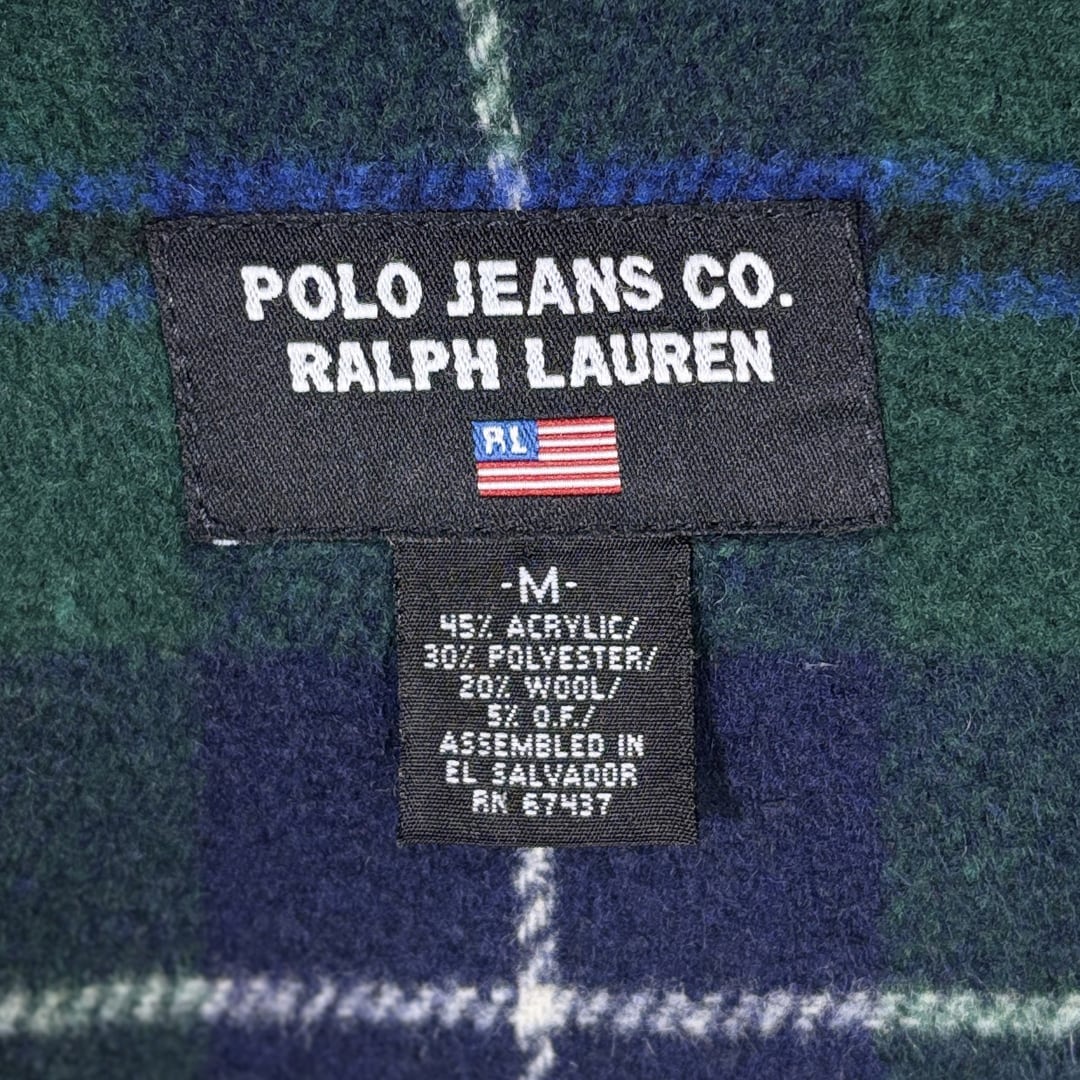 POLO JEANS CO.
RALPH LAUREN
RL
-M-
45% ACRYLIC/
30% POLYESTER/
20% WOOL/
5% O.F./
ASSEMBLED IN
EL SALVADOR
RN 67437